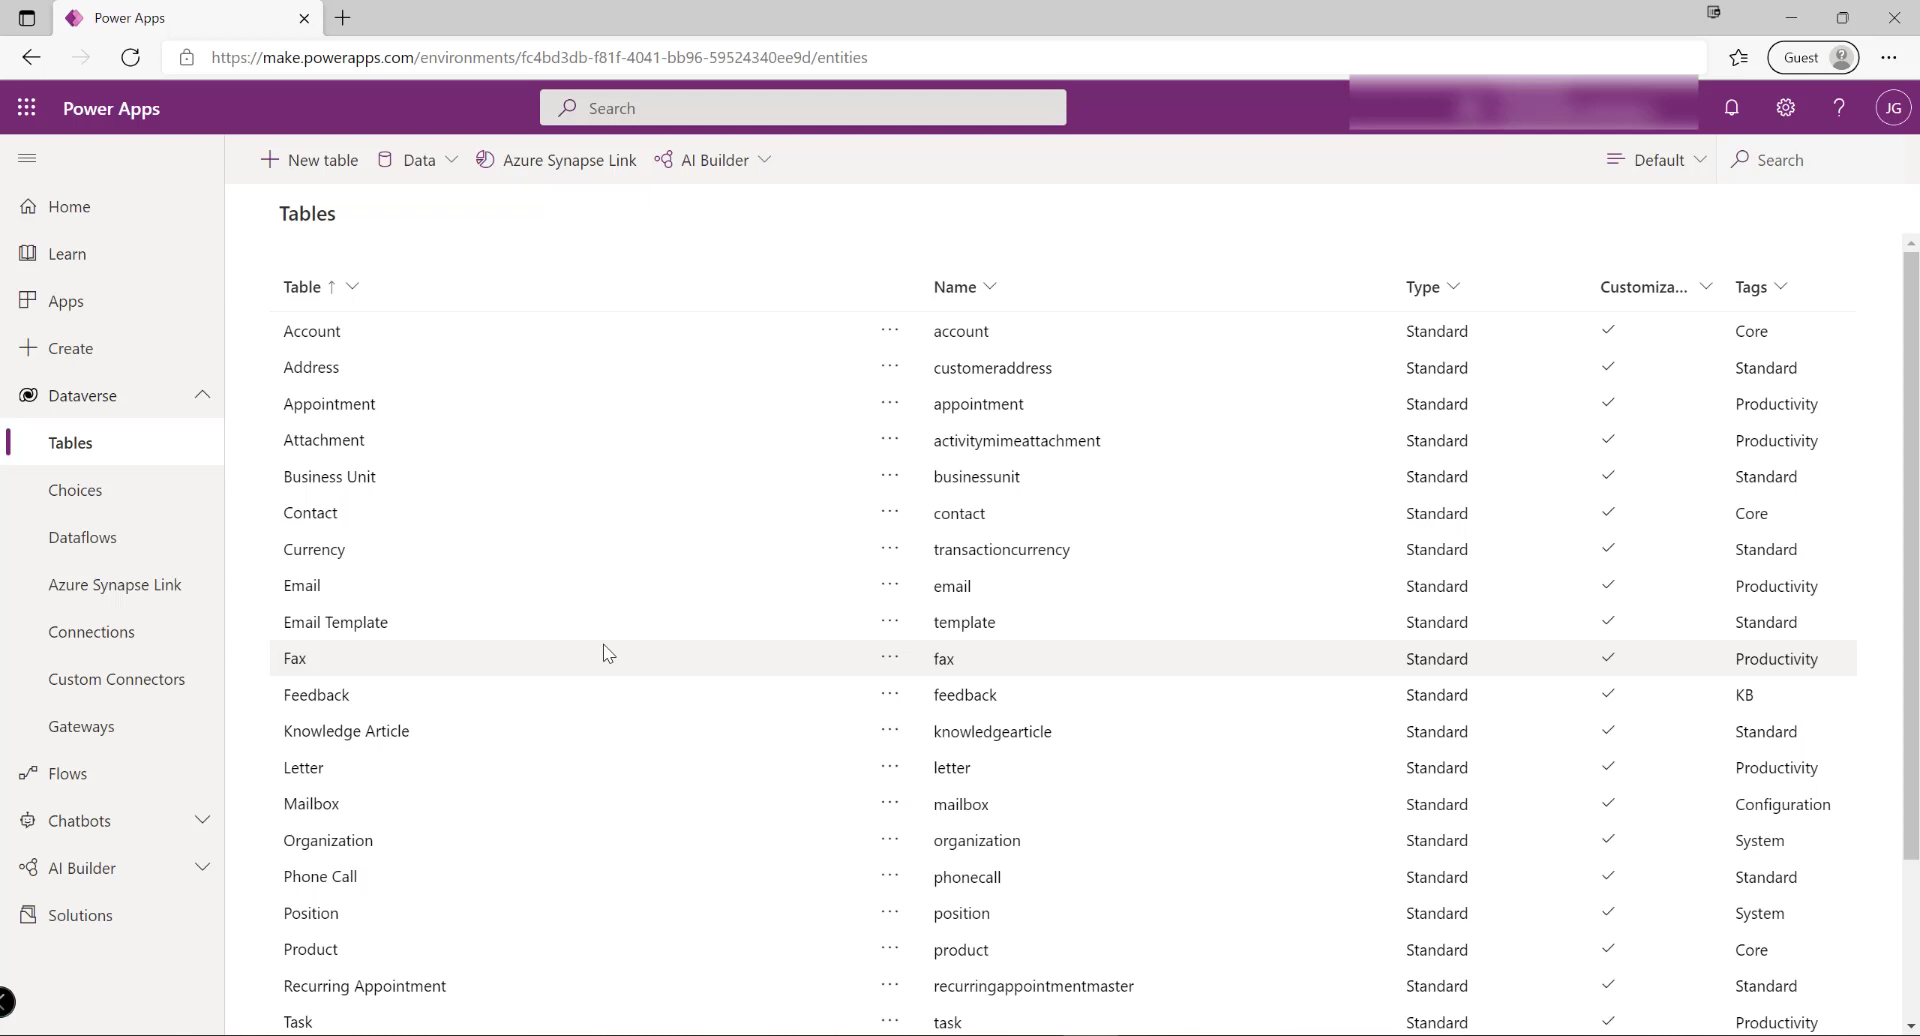 Power Apps
https://make.powerapps.com/environments/fc4bd3db-f81f-4041-bb96-59524340ee9d/entities
Guest
Power Apps
Search
JG
New table
Data
Azure Synapse Link
AI Builder
Default
Search
Home
Learn
Apps
Create
Dataverse
Tables
Choices
Dataflows
Azure Synapse Link
Connections
Custom Connectors
Gateways
Flows
Chatbots
AI Builder
Solutions
Tables
Table ↑ Name Type Customiza... Tags
Account ··· account Standard ✓ Core
Address ··· customeraddress Standard ✓ Standard
Appointment ··· appointment Standard ✓ Productivity
Attachment ··· activitymimeattachment Standard ✓ Productivity
Business Unit ··· businessunit Standard ✓ Standard
Contact ··· contact Standard ✓ Core
Currency ··· transactioncurrency Standard ✓ Standard
Email ··· email Standard ✓ Productivity
Email Template ··· template Standard ✓ Standard
Fax ··· fax Standard ✓ Productivity
Feedback ··· feedback Standard ✓ KB
Knowledge Article ··· knowledgearticle Standard ✓ Standard
Letter ··· letter Standard ✓ Productivity
Mailbox ··· mailbox Standard ✓ Configuration
Organization ··· organization Standard ✓ System
Phone Call ··· phonecall Standard ✓ Standard
Position ··· position Standard ✓ System
Product ··· product Standard ✓ Core
Recurring Appointment ··· recurringappointmentmaster Standard ✓ Standard
Task ··· task Standard ✓ Productivity